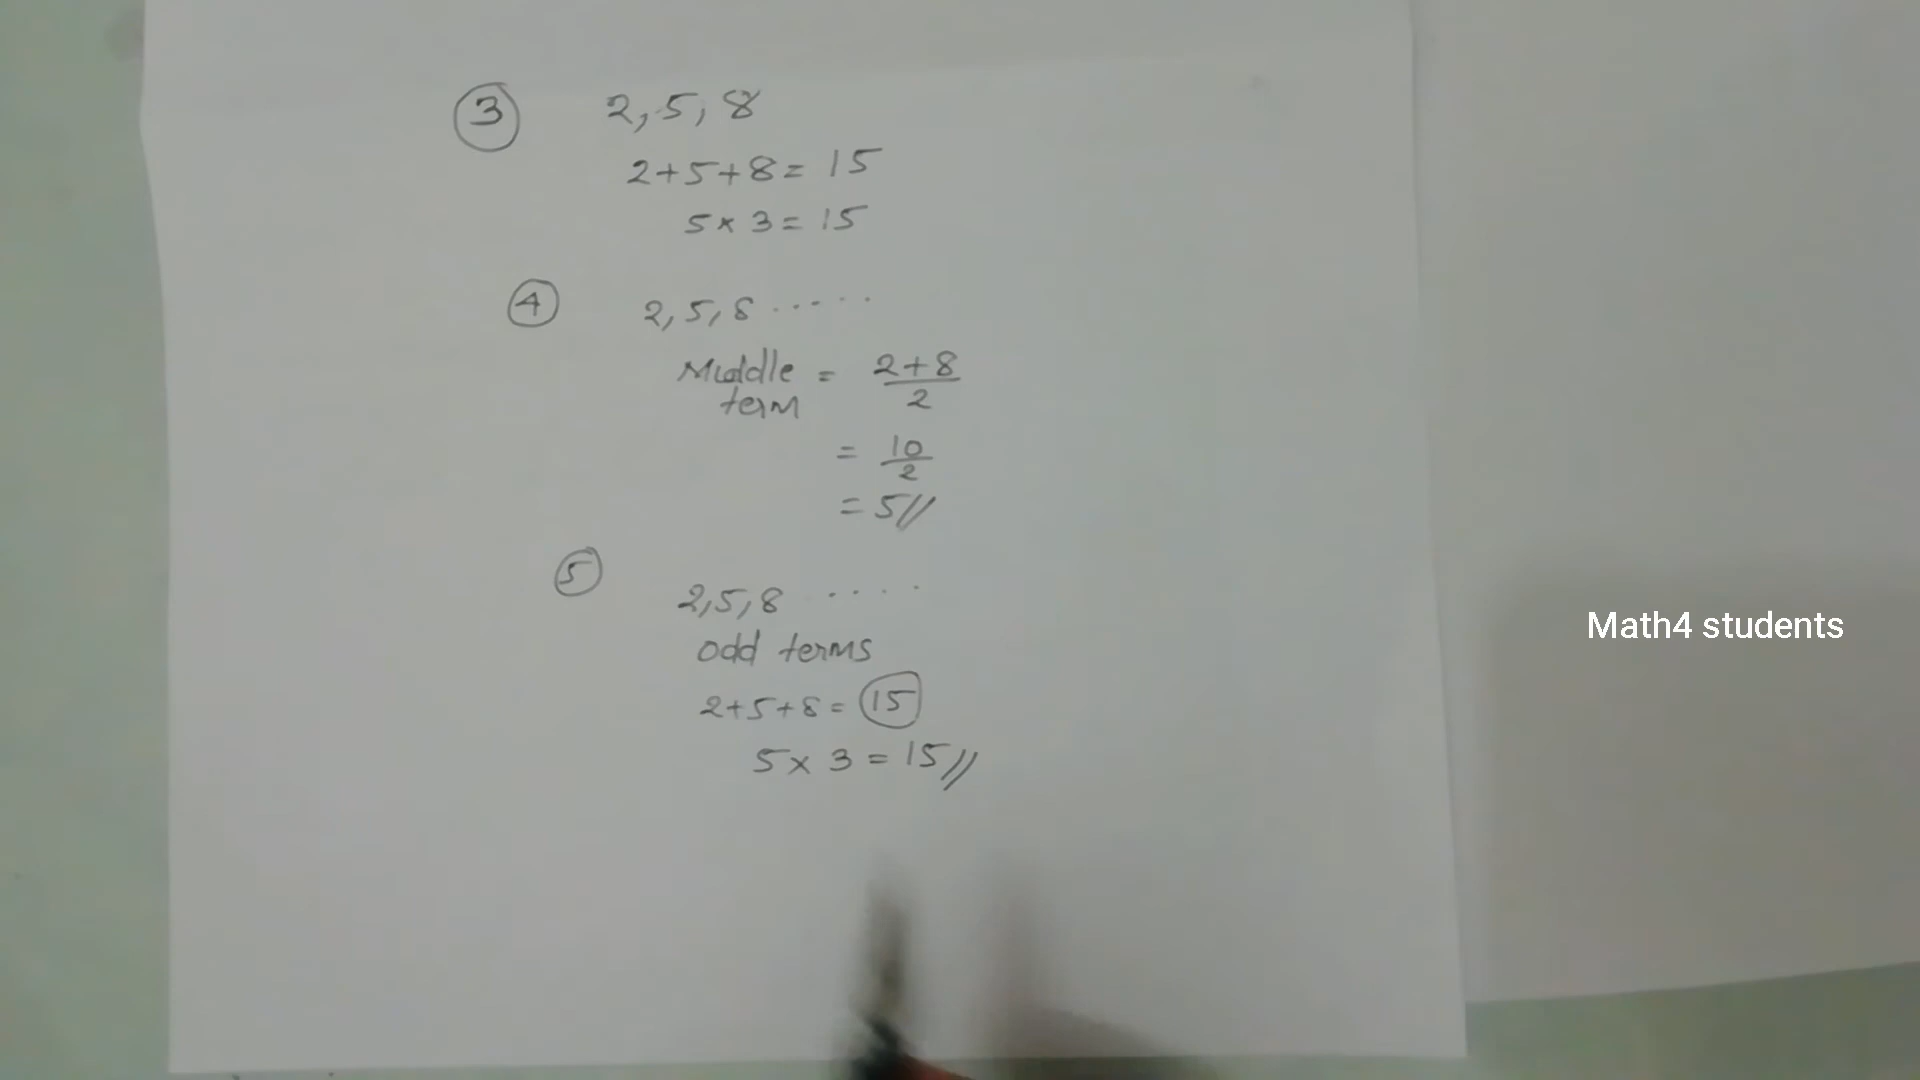 ③ 2, 5, 8
2+5+8= 15
5 × 3 = 15
④ 2, 5, 8 .....
Middle term = 2+8/2
= 10/2
= 5//
⑤
2,5,8 ....
odd terms
2+5+8= 15
5 × 3 = 15//
Math4 students